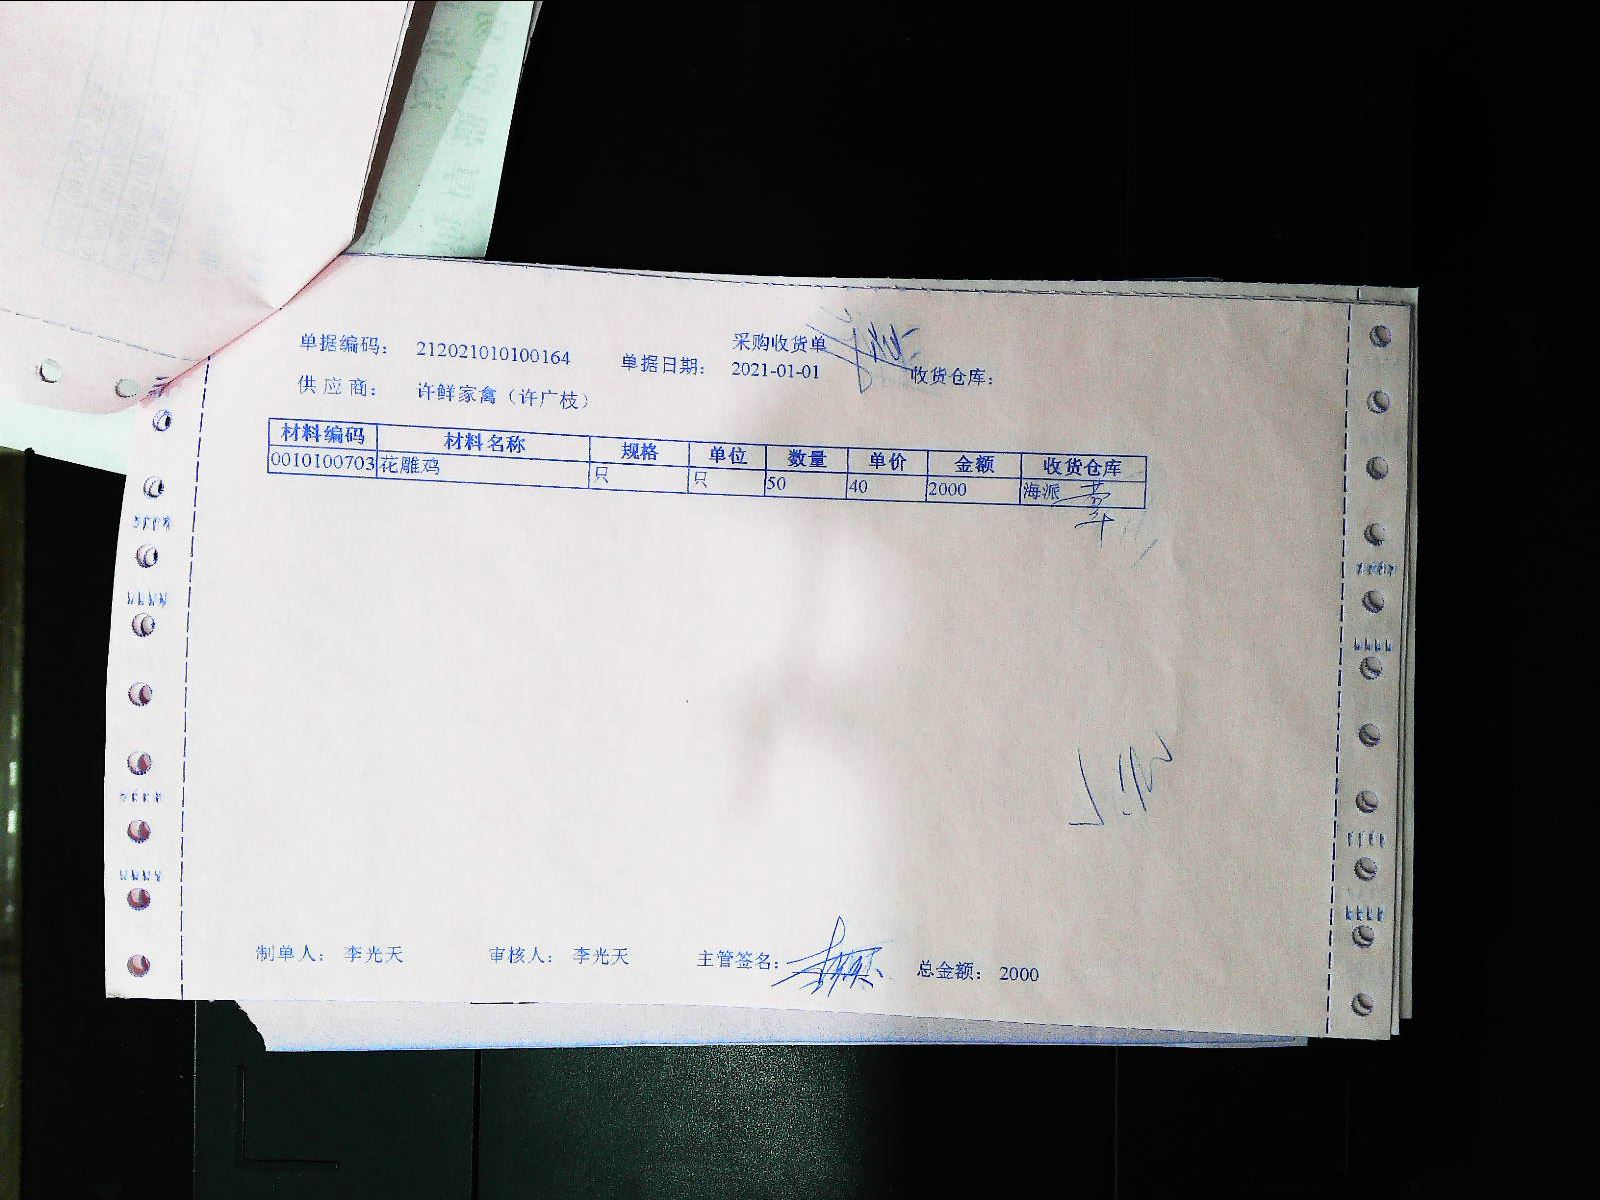 采购收货单
单据编码： 212021010100164 单据日期： 2021-01-01 收货仓库：
供 应 商： 许鲜家禽（许广枝）
材料编码 材料名称 规格 单位 数量 单价 金额 收货仓库
0010100703 花雕鸡 只 只 50 40 2000 海派
制单人： 李光天 审核人： 李光天 主管签名： 总金额： 2000